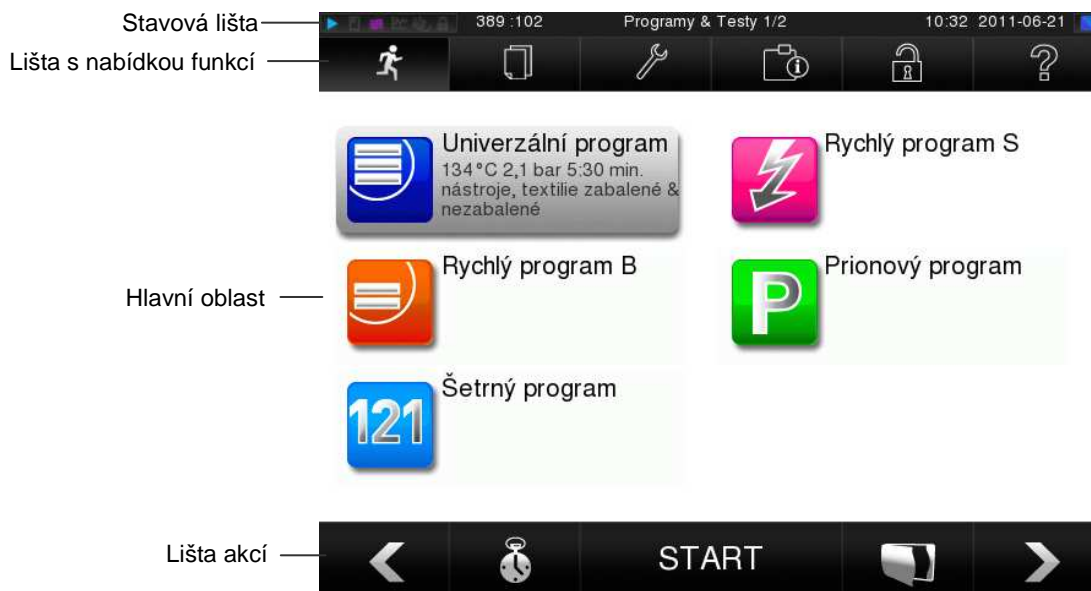 Stavová lišta
389 :102 Programy & Testy 1/2 10:32 2011-06-21
Lišta s nabídkou funkcí
Univerzální program
134°C 2,1 bar 5:30 min.
nástroje, textilie zabalené &
nezabalené
Rychlý program S
Hlavní oblast
Rychlý program B
Prionový program
P
Šetrný program
121
Lišta akcí
START